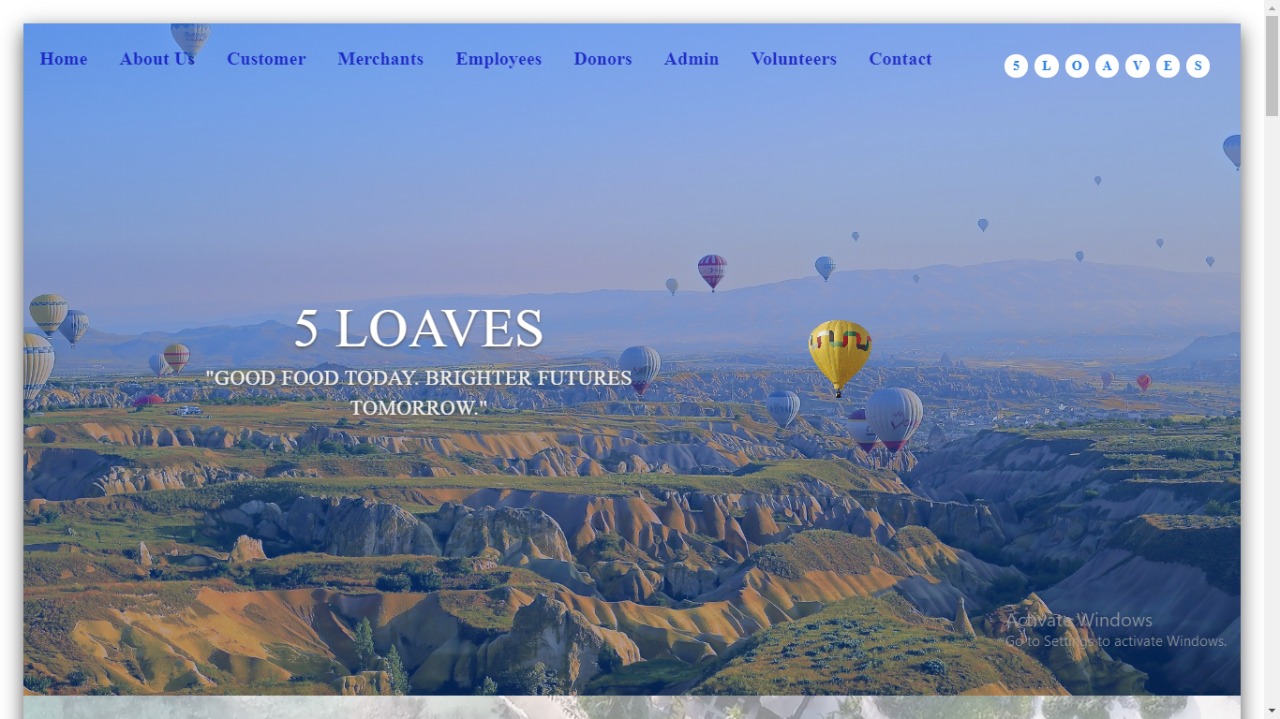 Home About Us Customer Merchants Employees Donors Admin Volunteers Contact 5 L O A V E S
5 LOAVES
"GOOD FOOD TODAY. BRIGHTER FUTURES
TOMORROW."
Activate Windows
Go to Settings to activate Windows.